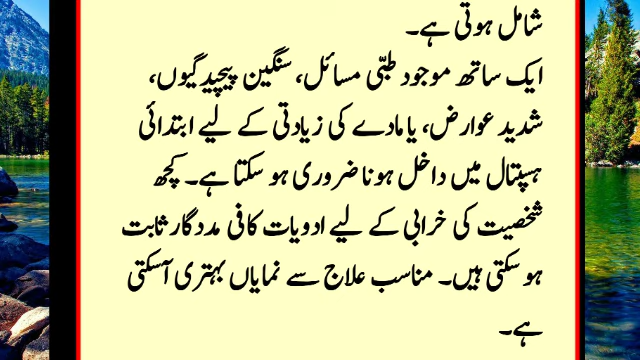 شامل ہوتی ہے۔
ایک ساتھ موجود طبّی مسائل، سنگین پیچیدگیوں،
شدید عوارض، یا مادے کی زیادتی کے لیے ابتدائی
ہسپتال میں داخل ہونا ضروری ہو سکتا ہے۔ کچھ
شخصیت کی خرابی کے لیے ادویات کافی مددگار ثابت
ہو سکتی ہیں۔ مناسب علاج سے نمایاں بہتری آسکتی
ہے۔